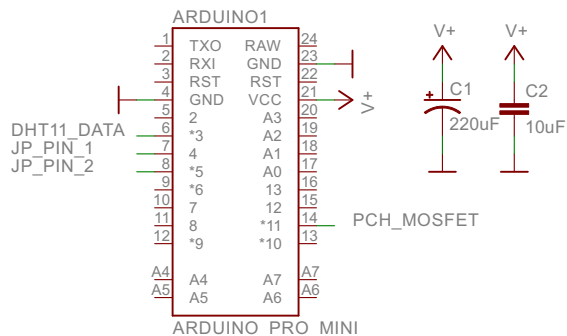 ARDUINO1
1 TXO RAW 24
2 RXI GND 23
3 RST RST 22
4 GND VCC 21 V+
5 2 A3 20
DHT11_DATA 6 *3 A2 19
JP_PIN_1 7 4 A1 18
JP_PIN_2 8 *5 A0 17
9 *6 13 16
10 7 12 15
11 8 *11 14 PCH_MOSFET
12 *9 *10 13
A4 A4 A7 A7
A5 A5 A6 A6
ARDUINO_PRO_MINI
V+ V+
C1 C2
220uF 10uF
+